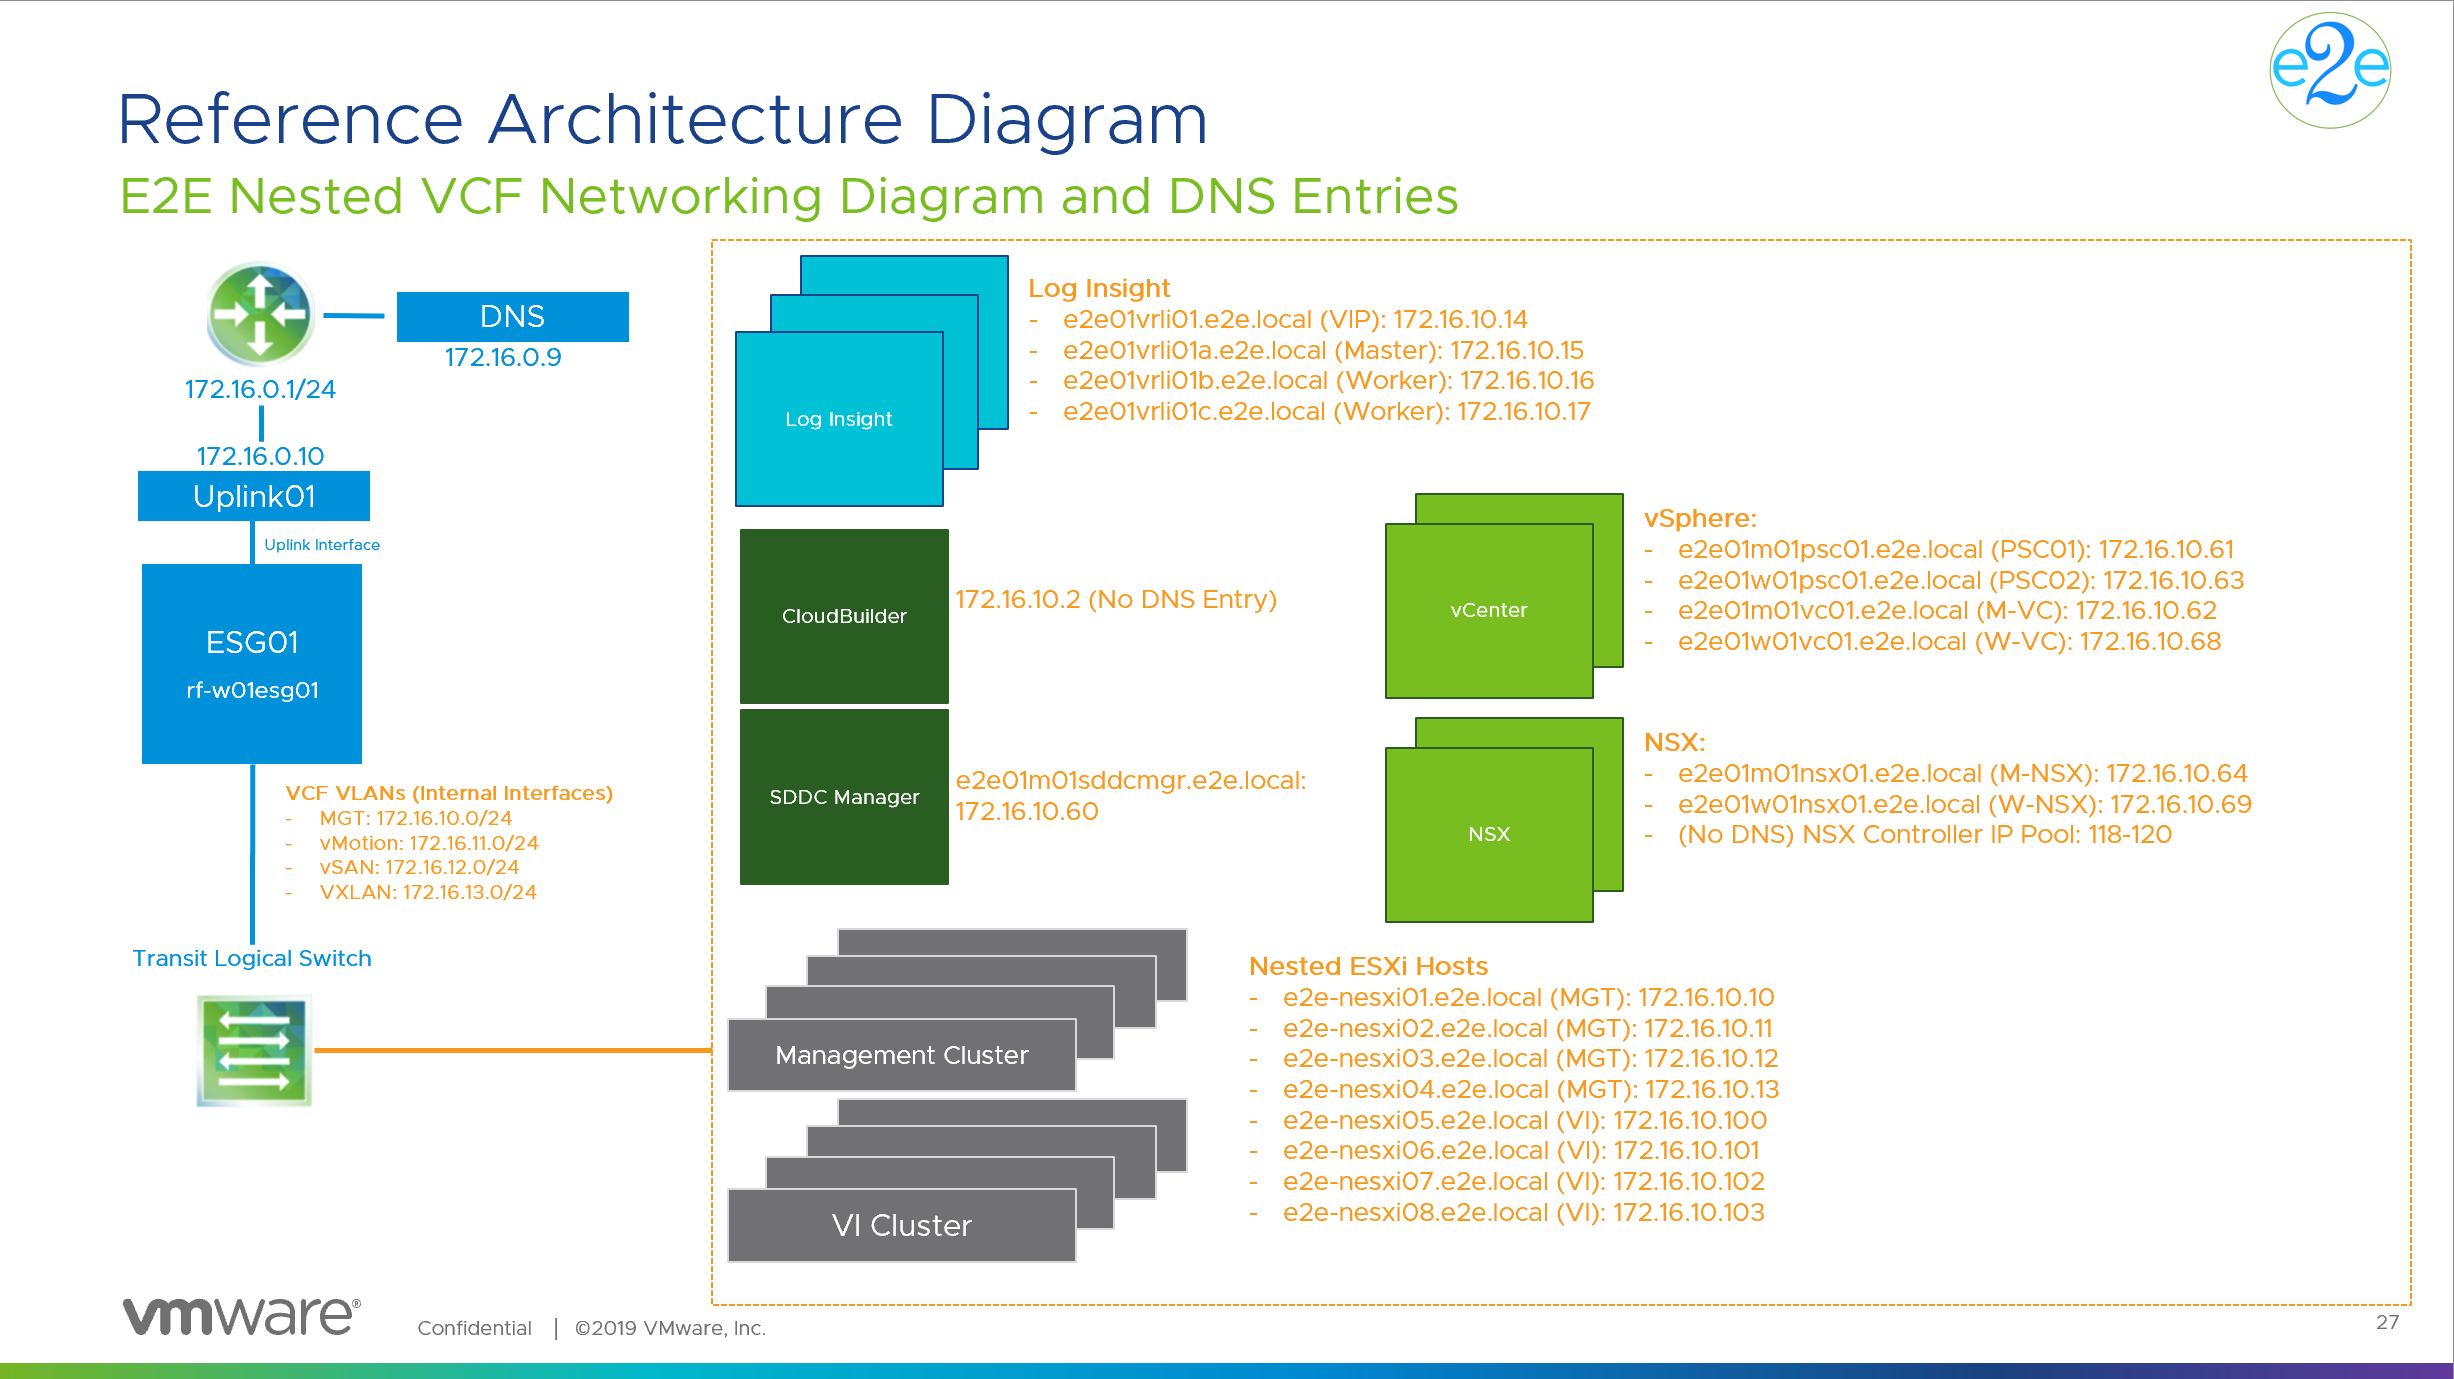 e2e
Reference Architecture Diagram
E2E Nested VCF Networking Diagram and DNS Entries
DNS
172.16.0.9
172.16.0.1/24
172.16.0.10
Uplink01
Uplink Interface
ESG01
rf-w01esg01
VCF VLANs (Internal Interfaces)
- MGT: 172.16.10.0/24
- vMotion: 172.16.11.0/24
- vSAN: 172.16.12.0/24
- VXLAN: 172.16.13.0/24
Transit Logical Switch
Log Insight
Log Insight
- e2e01vrli01.e2e.local (VIP): 172.16.10.14
- e2e01vrli01a.e2e.local (Master): 172.16.10.15
- e2e01vrli01b.e2e.local (Worker): 172.16.10.16
- e2e01vrli01c.e2e.local (Worker): 172.16.10.17
CloudBuilder
172.16.10.2 (No DNS Entry)
SDDC Manager
e2e01m01sddcmgr.e2e.local:
172.16.10.60
vCenter
vSphere:
- e2e01m01psc01.e2e.local (PSC01): 172.16.10.61
- e2e01w01psc01.e2e.local (PSC02): 172.16.10.63
- e2e01m01vc01.e2e.local (M-VC): 172.16.10.62
- e2e01w01vc01.e2e.local (W-VC): 172.16.10.68
NSX
NSX:
- e2e01m01nsx01.e2e.local (M-NSX): 172.16.10.64
- e2e01w01nsx01.e2e.local (W-NSX): 172.16.10.69
- (No DNS) NSX Controller IP Pool: 118-120
Management Cluster
VI Cluster
Nested ESXi Hosts
- e2e-nesxi01.e2e.local (MGT): 172.16.10.10
- e2e-nesxi02.e2e.local (MGT): 172.16.10.11
- e2e-nesxi03.e2e.local (MGT): 172.16.10.12
- e2e-nesxi04.e2e.local (MGT): 172.16.10.13
- e2e-nesxi05.e2e.local (VI): 172.16.10.100
- e2e-nesxi06.e2e.local (VI): 172.16.10.101
- e2e-nesxi07.e2e.local (VI): 172.16.10.102
- e2e-nesxi08.e2e.local (VI): 172.16.10.103
vmware®
Confidential | ©2019 VMware, Inc.
27